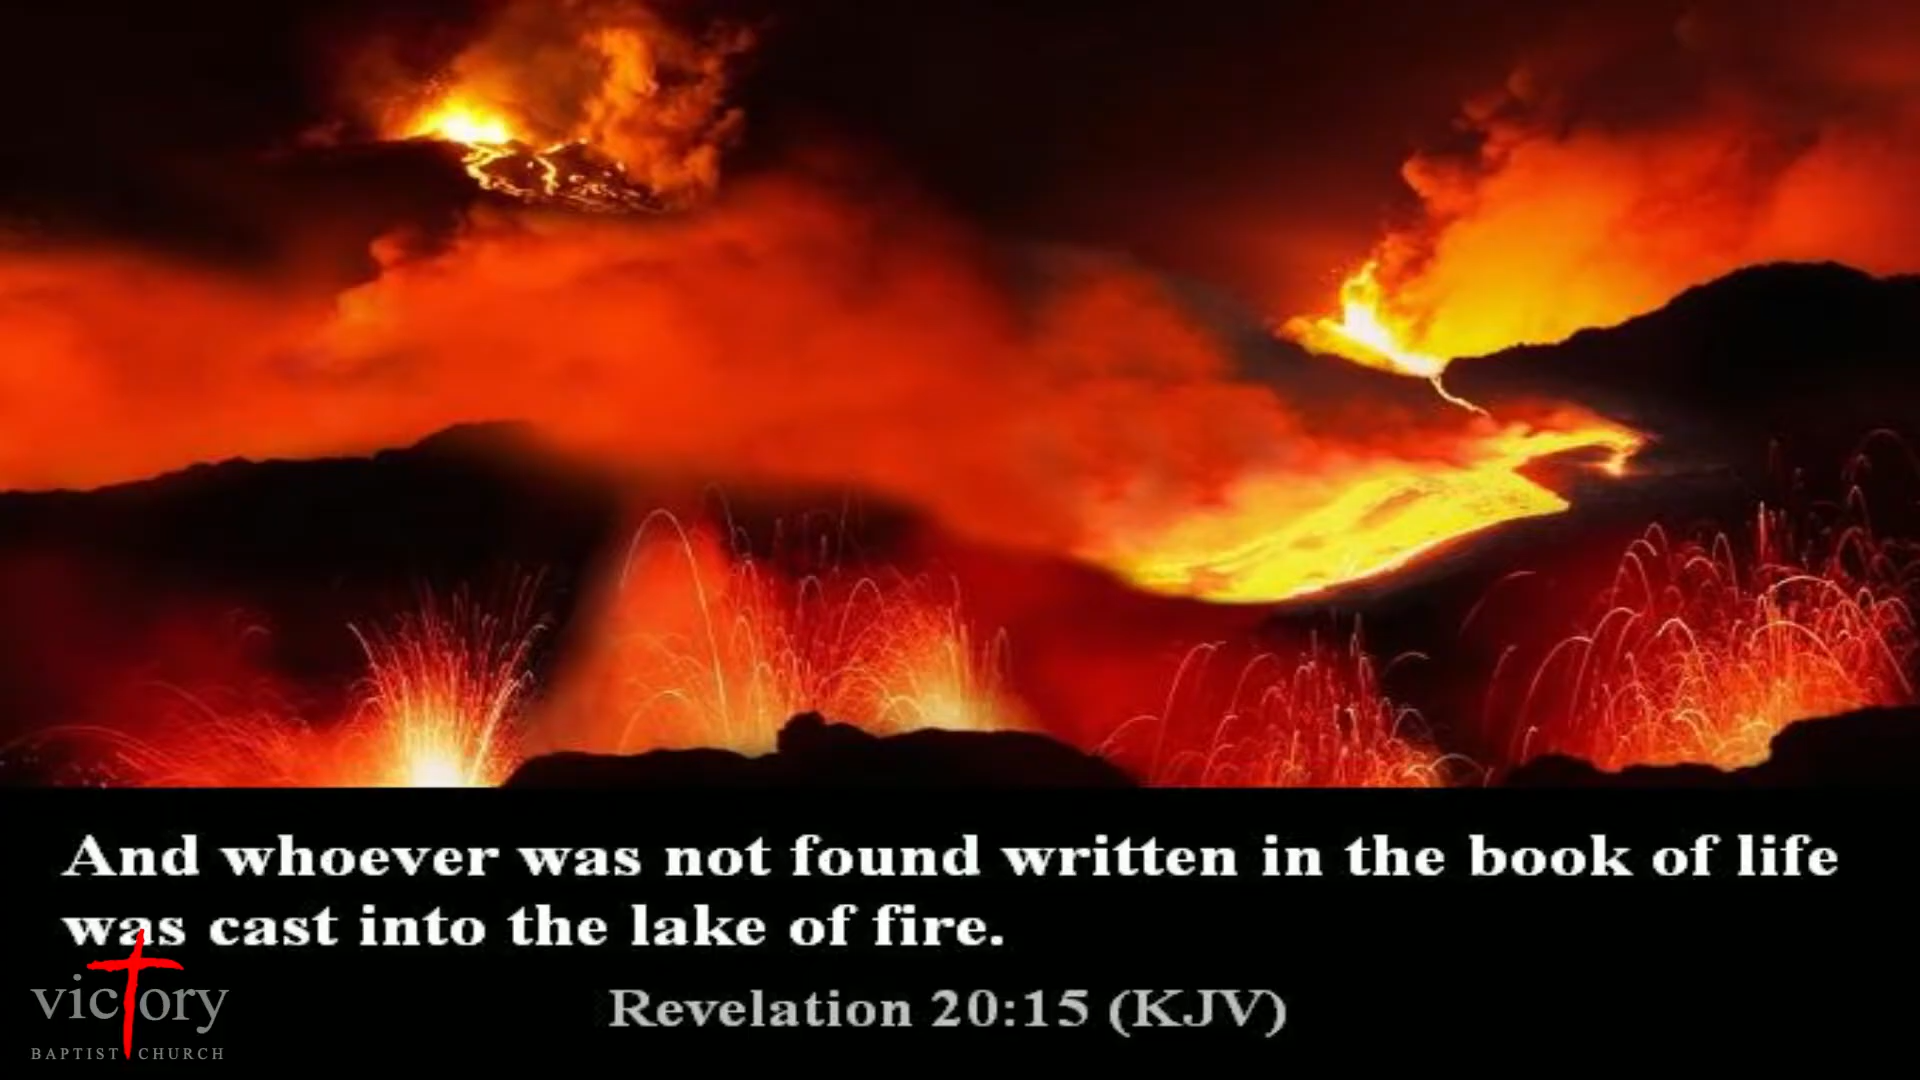 And whoever was not found written in the book of life
was cast into the lake of fire.
Revelation 20:15 (KJV)
victory
BAPTIST CHURCH